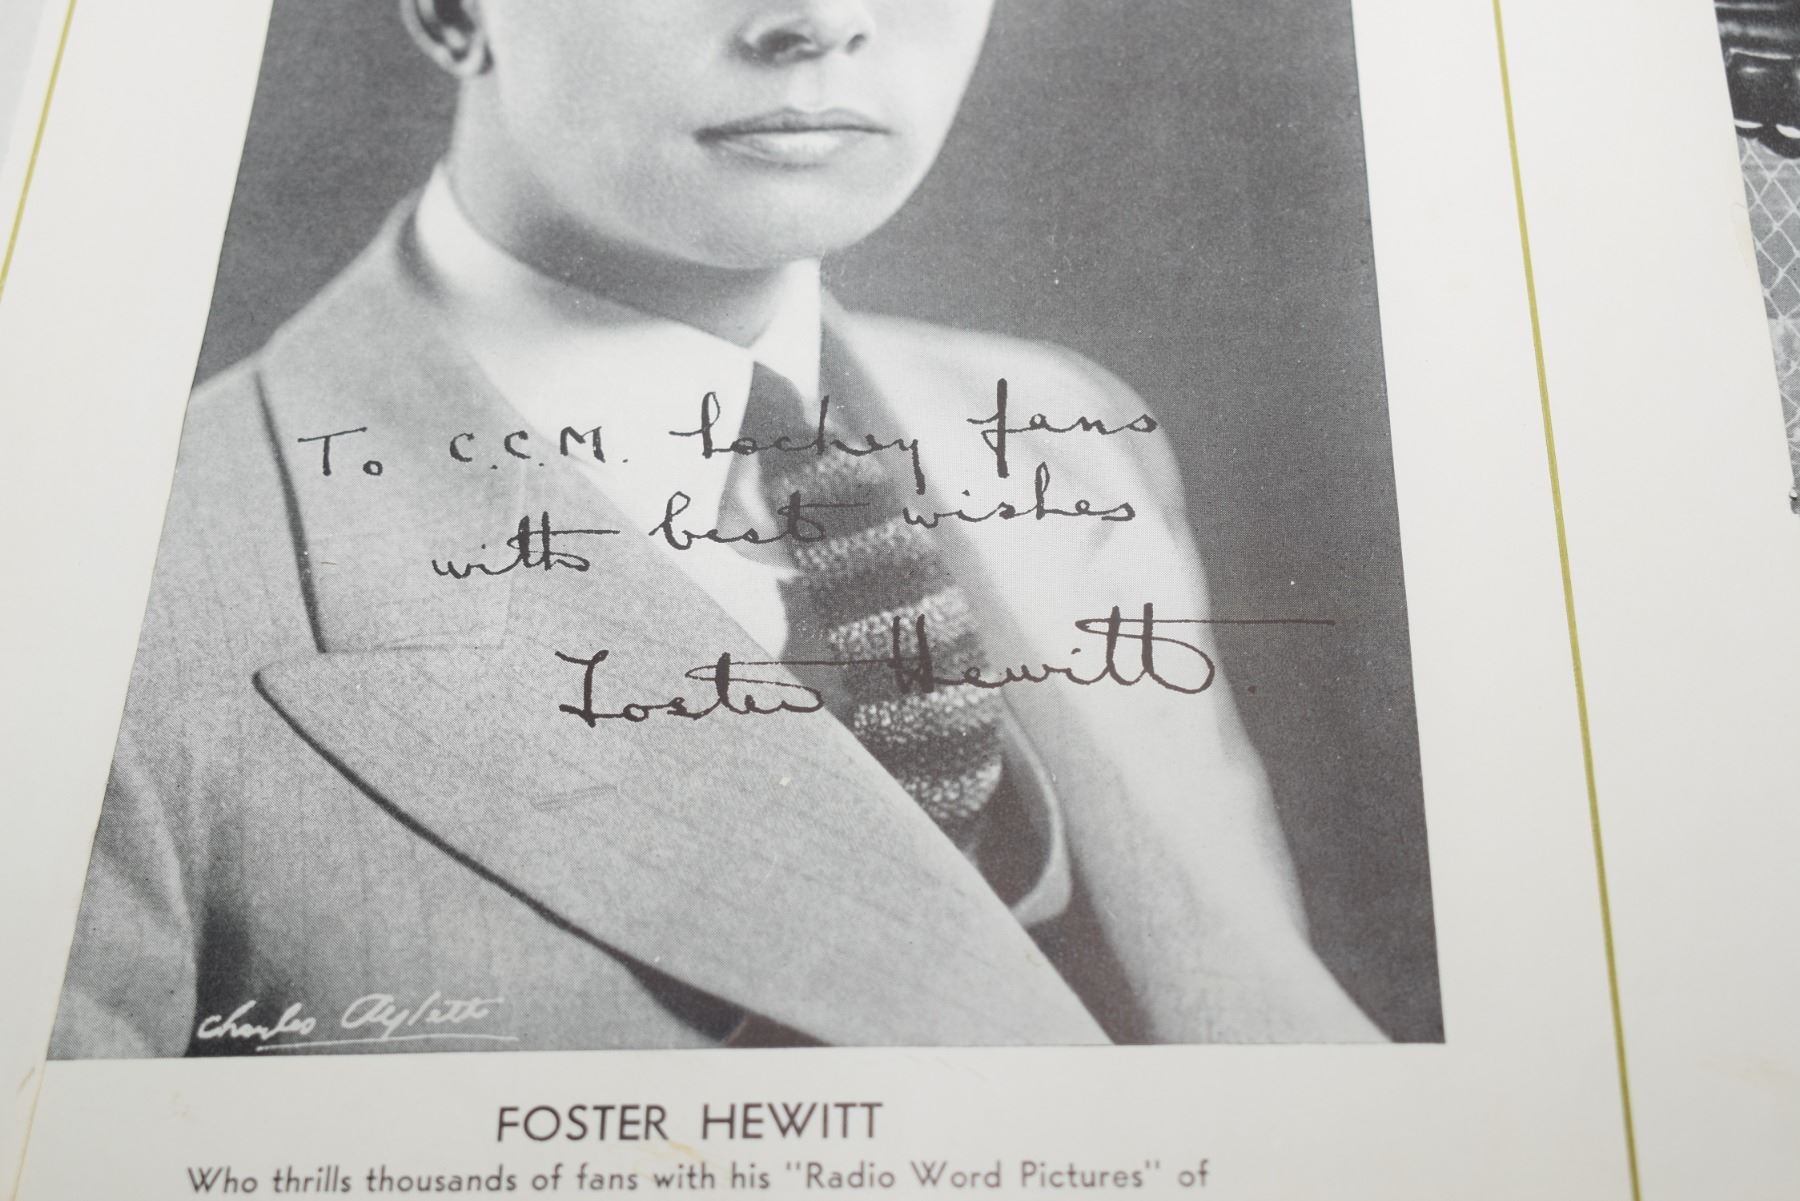 To C.C.M. hockey fans
with best wishes
Foster Hewitt.
Charles Aylett
FOSTER HEWITT
Who thrills thousands of fans with his "Radio Word Pictures" of